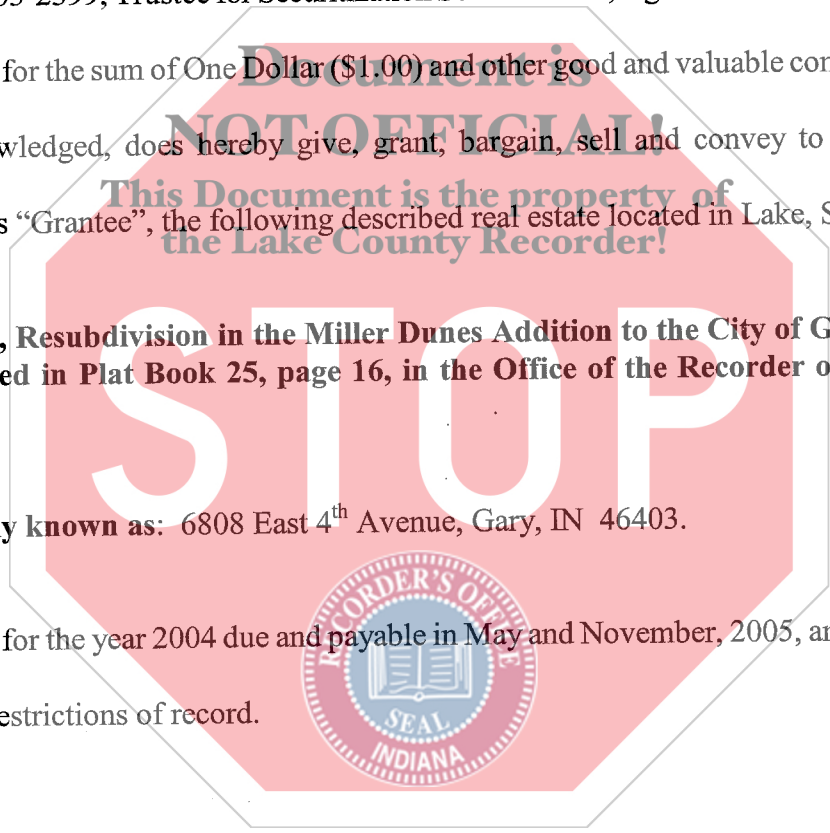 for the sum of One Dollar ($1.00) and other good and valuable
Document is
wledged, does hereby give, grant, bargain, sell and convey to
NOT OFFICIAL!
This Document is the property of
s “Grantee”, the following described real estate located in Lake, S
the Lake County Recorder!
, Resubdivision in the Miller Dunes Addition to the City of G
ed in Plat Book 25, page 16, in the Office of the Recorder o
STOP
y known as: 6808 East 4th Avenue, Gary, IN 46403.
RECORDER'S OFFICE
for the year 2004 due and payable in May and November, 2005, an
SEAL
estrictions of record.
INDIANA